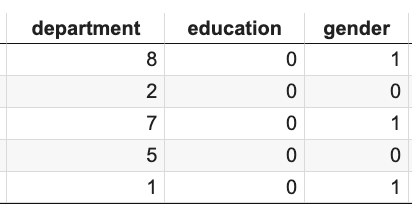 department education gender
8 0 1
2 0 0
7 0 1
5 0 0
1 0 1